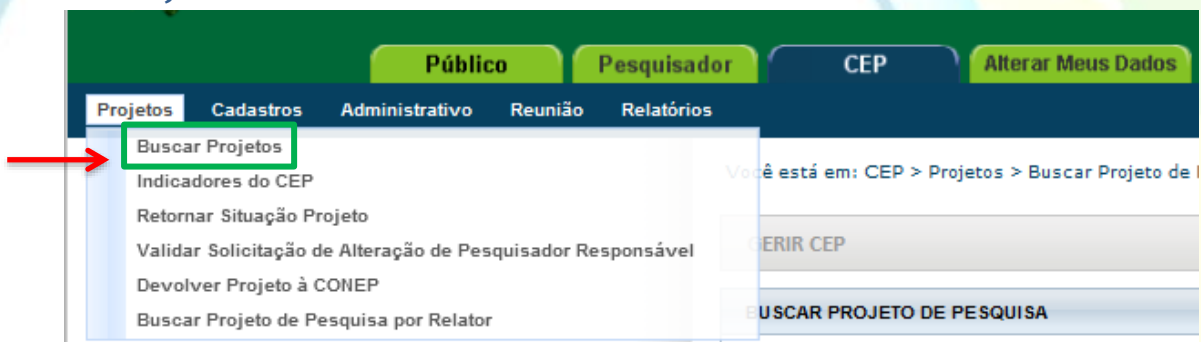 Público Pesquisador CEP Alterar Meus Dados
Projetos Cadastros Administrativo Reunião Relatórios
Buscar Projetos
Indicadores do CEP
Retornar Situação Projeto
Validar Solicitação de Alteração de Pesquisador Responsável
Devolver Projeto à CONEP
Buscar Projeto de Pesquisa por Relator
Você está em: CEP > Projetos > Buscar Projeto de
GERIR CEP
BUSCAR PROJETO DE PESQUISA